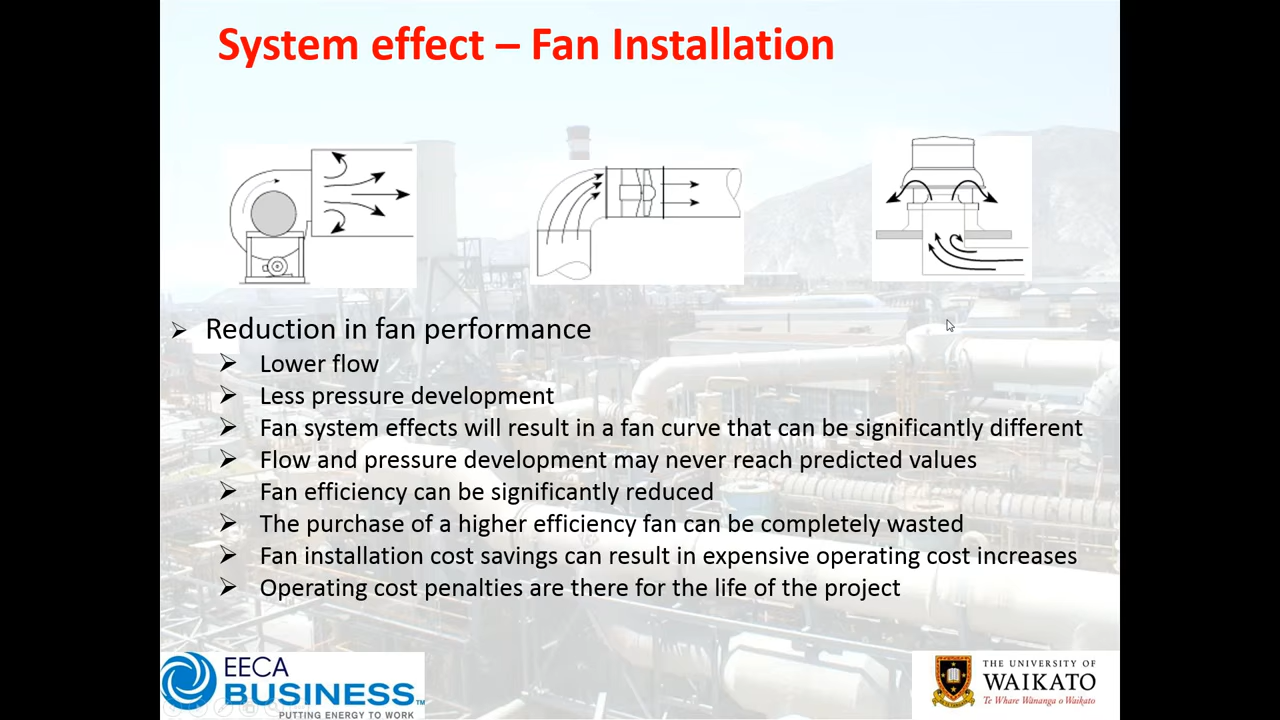 System effect – Fan Installation
Reduction in fan performance
Lower flow
Less pressure development
Fan system effects will result in a fan curve that can be significantly different
Flow and pressure development may never reach predicted values
Fan efficiency can be significantly reduced
The purchase of a higher efficiency fan can be completely wasted
Fan installation cost savings can result in expensive operating cost increases
Operating cost penalties are there for the life of the project
EECA
BUSINESS™
PUTTING ENERGY TO WORK
THE UNIVERSITY OF
WAIKATO
Te Whare Wānanga o Waikato